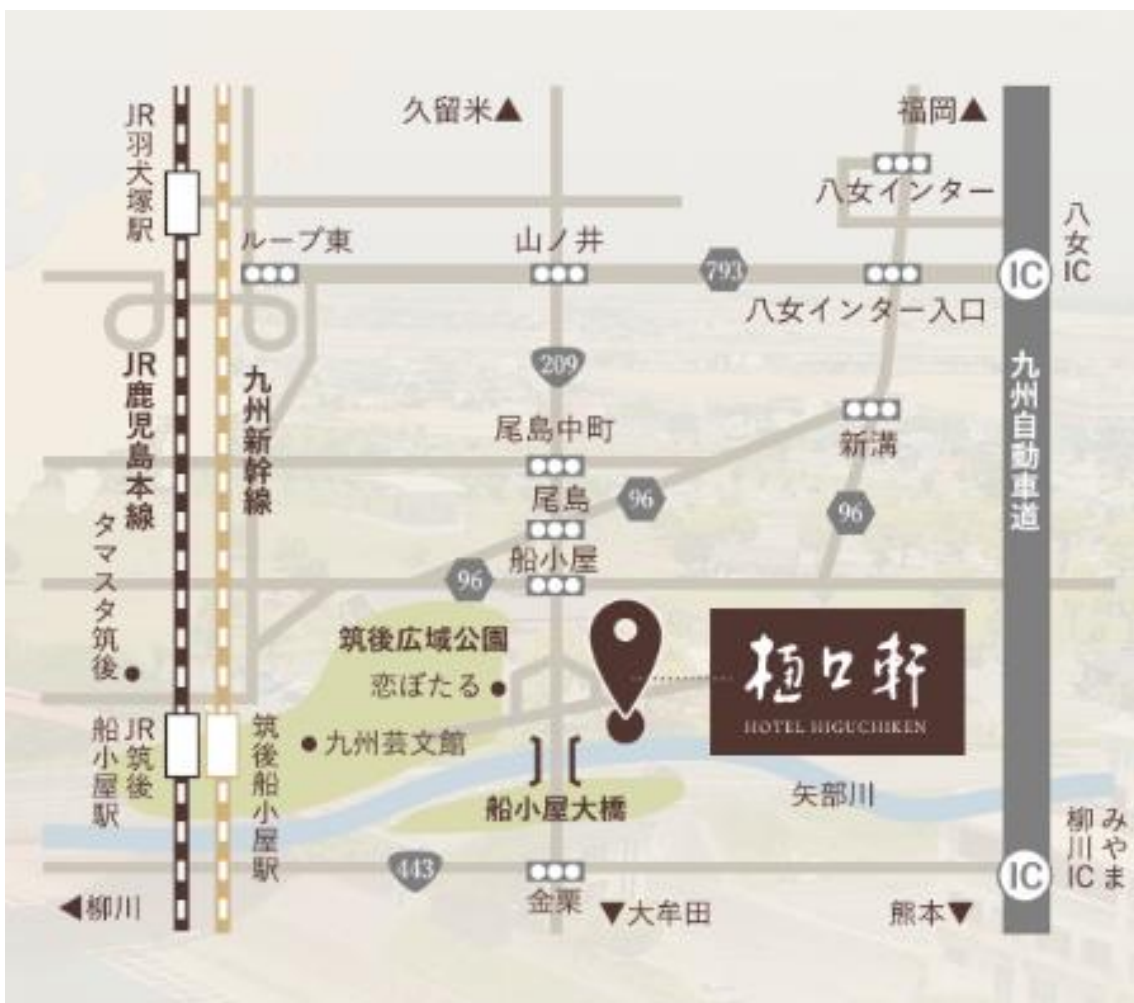 久留米▲
福岡▲
JR羽犬塚駅
八女インター
八女IC
IC
ループ東
山ノ井
793
八女インター入口
209
JR鹿児島本線
九州新幹線
九州自動車道
尾島中町
新溝
尾島
96
96
船小屋
96
タマスタ筑後
筑後広域公園
恋ぼたる
樋口軒
HOTEL HIGUCHIKEN
九州芸文館
JR筑後
船小屋駅
筑後船小屋駅
船小屋大橋
矢部川
みやま
柳川IC
443
IC
金栗
◀柳川
▼大牟田
熊本▼